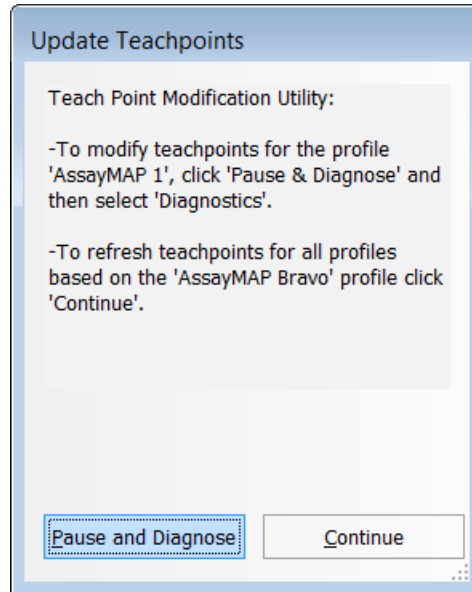 Update Teachpoints
Teach Point Modification Utility:
-To modify teachpoints for the profile
'AssayMAP 1', click 'Pause & Diagnose' and
then select 'Diagnostics'.
-To refresh teachpoints for all profiles
based on the 'AssayMAP Bravo' profile click
'Continue'.
Pause and Diagnose
Continue